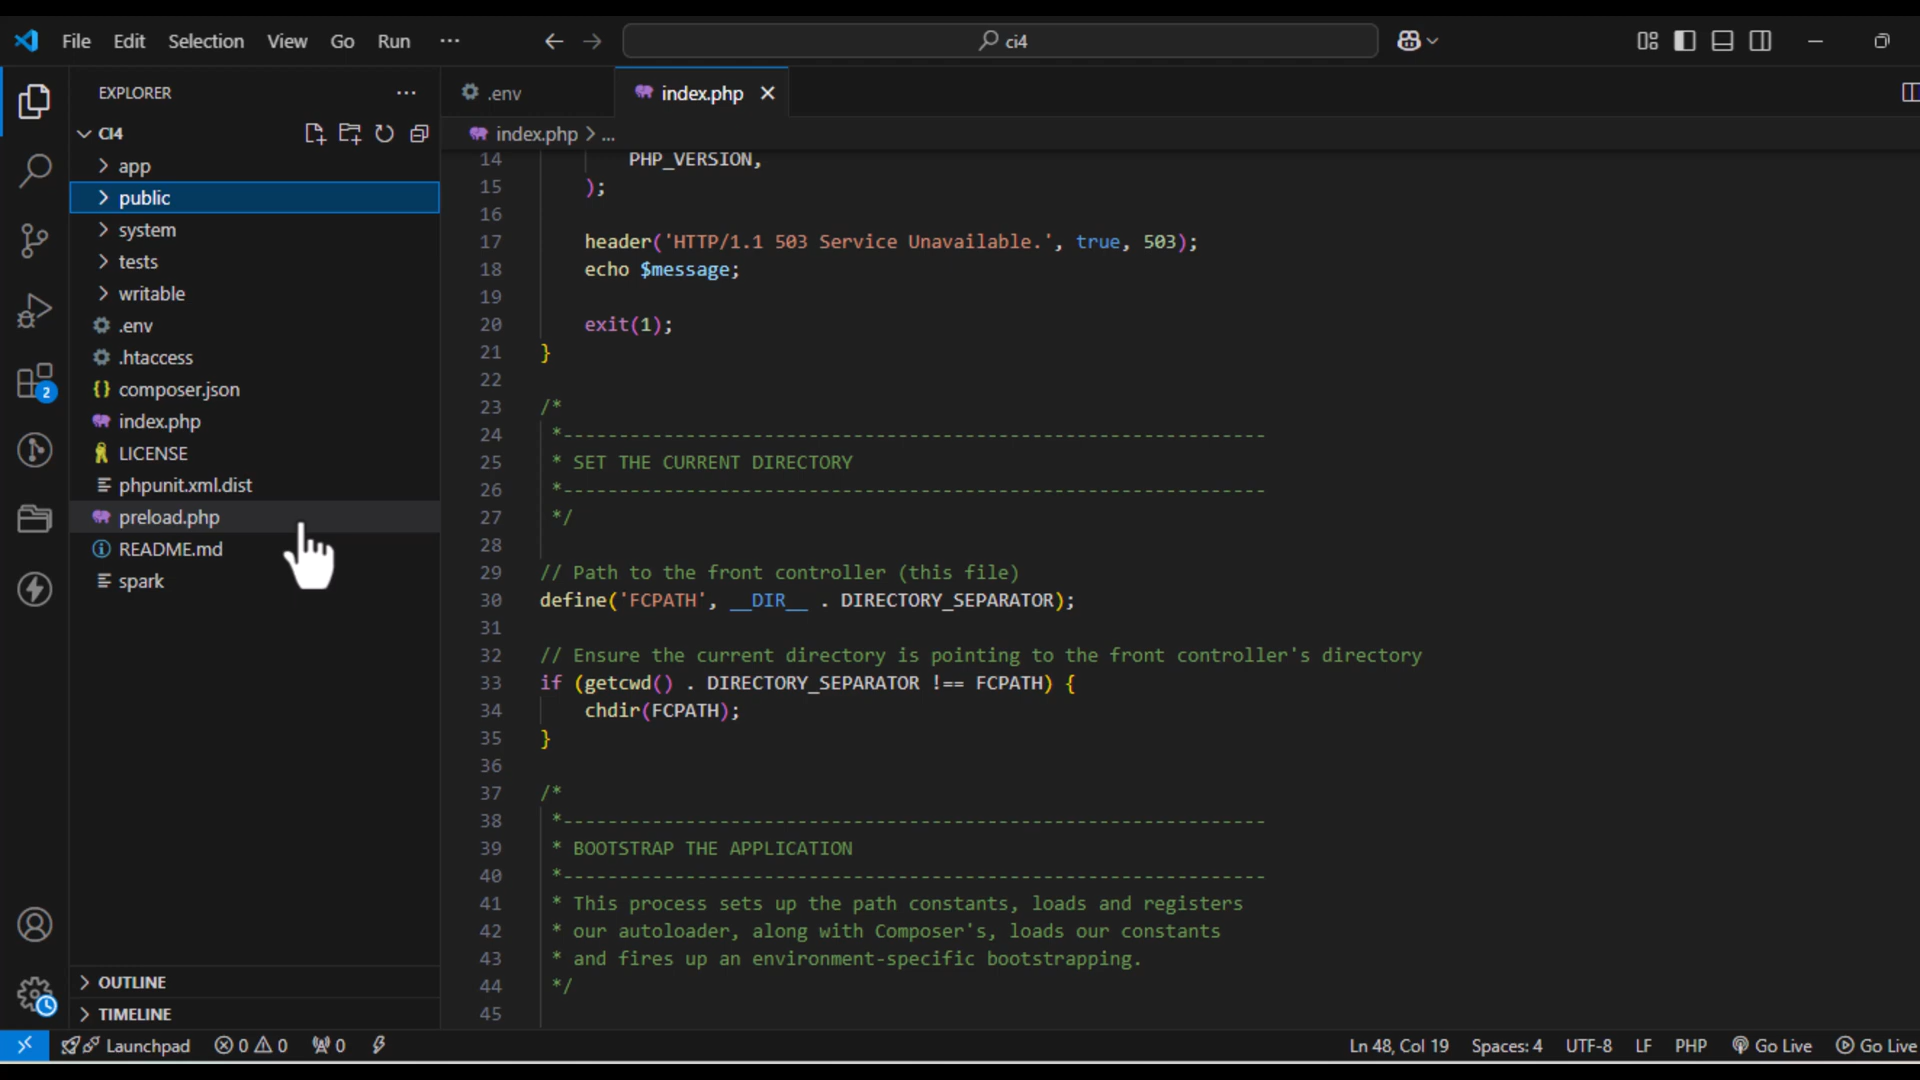 File Edit Selection View Go Run ··· ci4
EXPLORER ···
CI4
app
public
system
tests
writable
.env
.htaccess
composer.json
index.php
LICENSE
phpunit.xml.dist
preload.php
README.md
spark
OUTLINE
TIMELINE
2
.env index.php
index.php > ...
14 PHP_VERSION,
15 );
16
17 header('HTTP/1.1 503 Service Unavailable.', true, 503);
18 echo $message;
19
20 exit(1);
21 }
22
23 /*
24 *---------------------------------------------------------------
25 * SET THE CURRENT DIRECTORY
26 *---------------------------------------------------------------
27 */
28
29 // Path to the front controller (this file)
30 define('FCPATH', __DIR__ . DIRECTORY_SEPARATOR);
31
32 // Ensure the current directory is pointing to the front controller's directory
33 if (getcwd() . DIRECTORY_SEPARATOR !== FCPATH) {
34 chdir(FCPATH);
35 }
36
37 /*
38 *---------------------------------------------------------------
39 * BOOTSTRAP THE APPLICATION
40 *---------------------------------------------------------------
41 * This process sets up the path constants, loads and registers
42 * our autoloader, along with Composer's, loads our constants
43 * and fires up an environment-specific bootstrapping.
44 */
45
Launchpad 0 0 0 Ln 48, Col 19 Spaces: 4 UTF-8 LF PHP Go Live Go Live